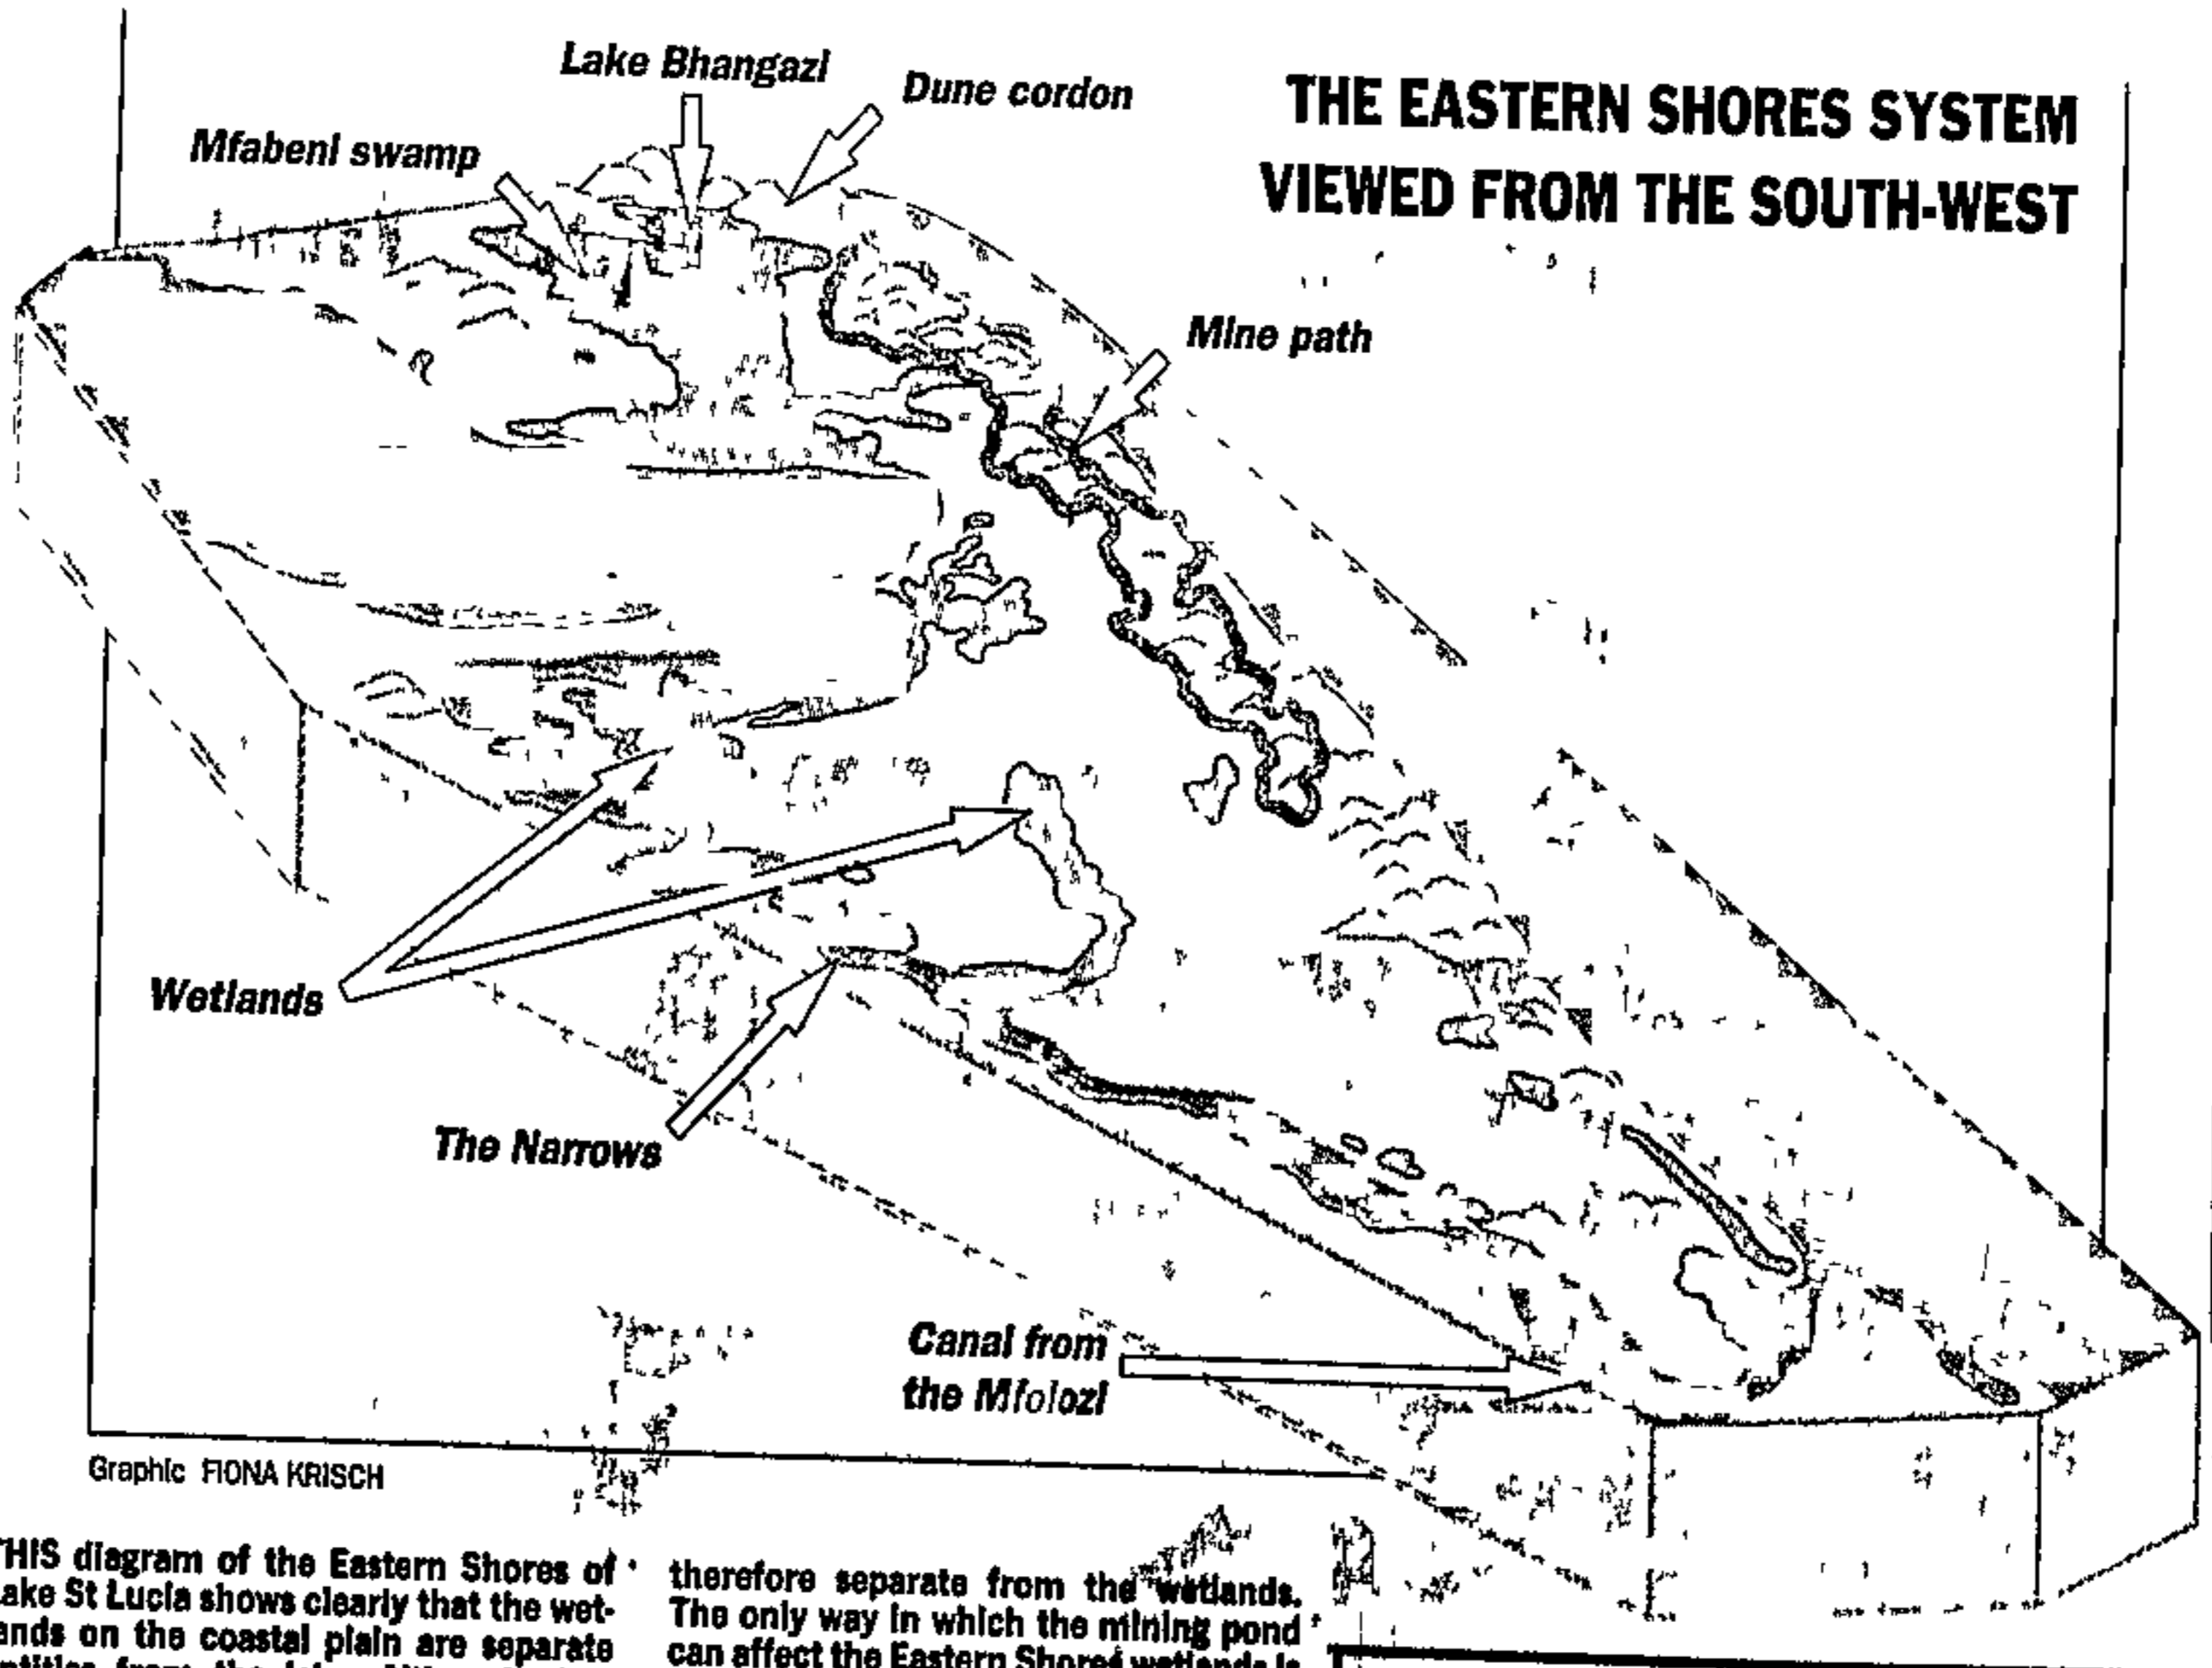 THE EASTERN SHORES SYSTEM
VIEWED FROM THE SOUTH-WEST
Lake Bhangazi
Dune cordon
Mfabeni swamp
Mine path
Wetlands
The Narrows
Canal from
the Mfolozi
Graphic FIONA KRISCH
THIS diagram of the Eastern Shores of
Lake St Lucia shows clearly that the wet-
lands on the coastal plain are separate
entities from the
therefore separate from the wetlands.
The only way in which the mining pond
can affect the Eastern Shores wetlands is